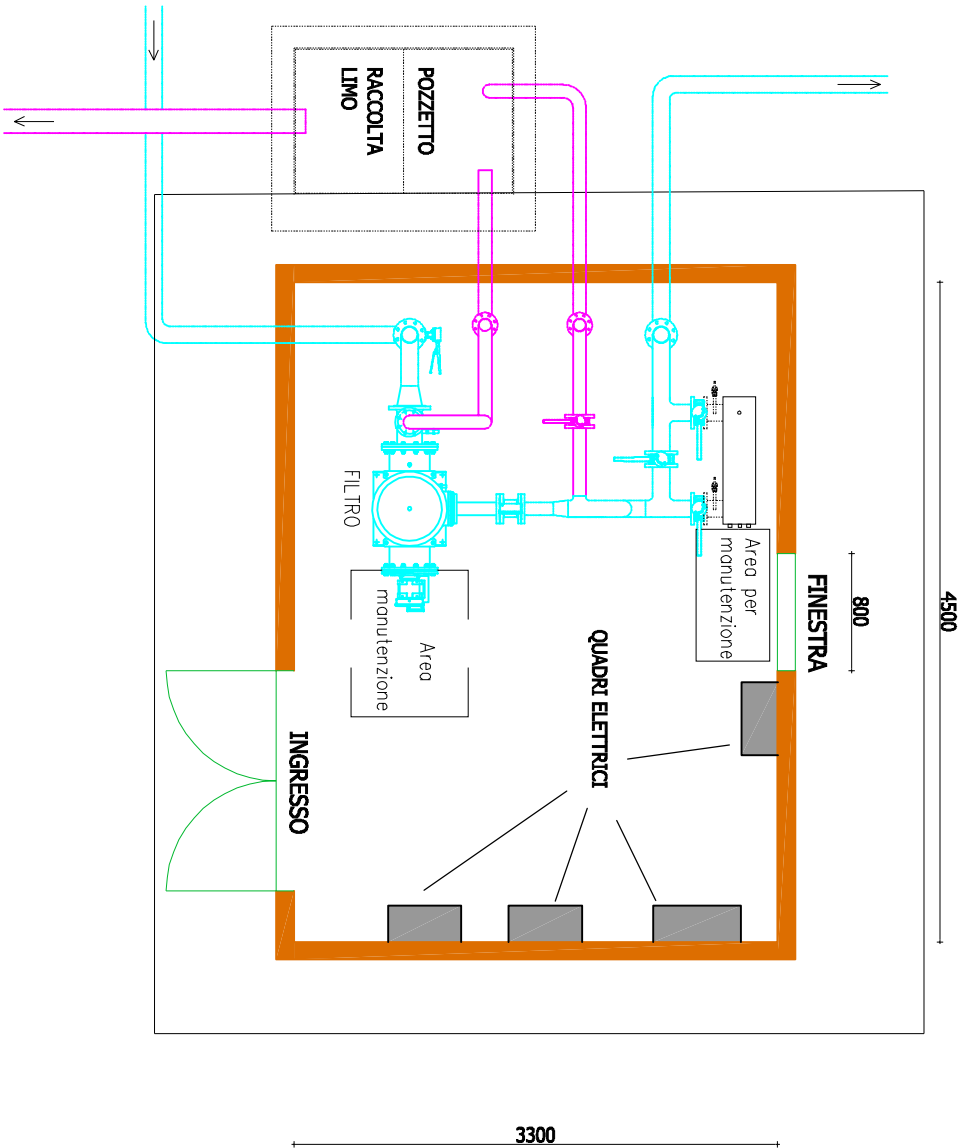 POZZETTO
RACCOLTA
LIMO
FILTRO
Area per
manutenzione
FINESTRA
800
4500
Area
manutenzione
QUADRI ELETTRICI
INGRESSO
3300